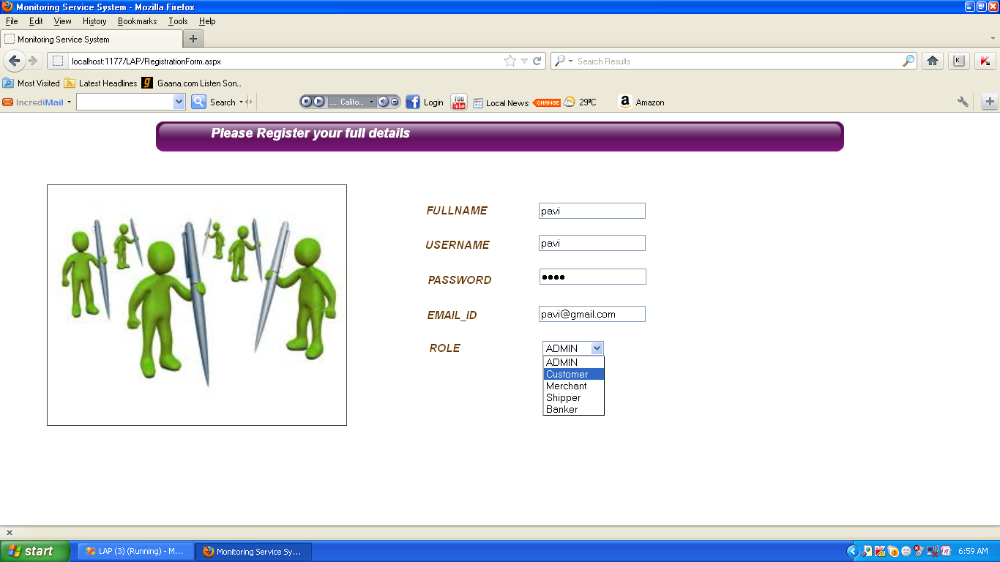 Monitoring Service System - Mozilla Firefox
File Edit View History Bookmarks Tools Help
Monitoring Service System
localhost:1177/LAP/RegistrationForm.aspx
Search Results
K
Most Visited Latest Headlines Gaana.com Listen Son...
IncrediMail Search ...... Califo... Login You Tube Local News CHANGE 29ºC a Amazon
Please Register your full details
FULLNAME pavi
USERNAME pavi
PASSWORD ••••
EMAIL_ID pavi@gmail.com
ROLE ADMIN
ADMIN
Customer
Merchant
Shipper
Banker
start LAP (3) (Running) - M... Monitoring Service Sy... 6:59 AM